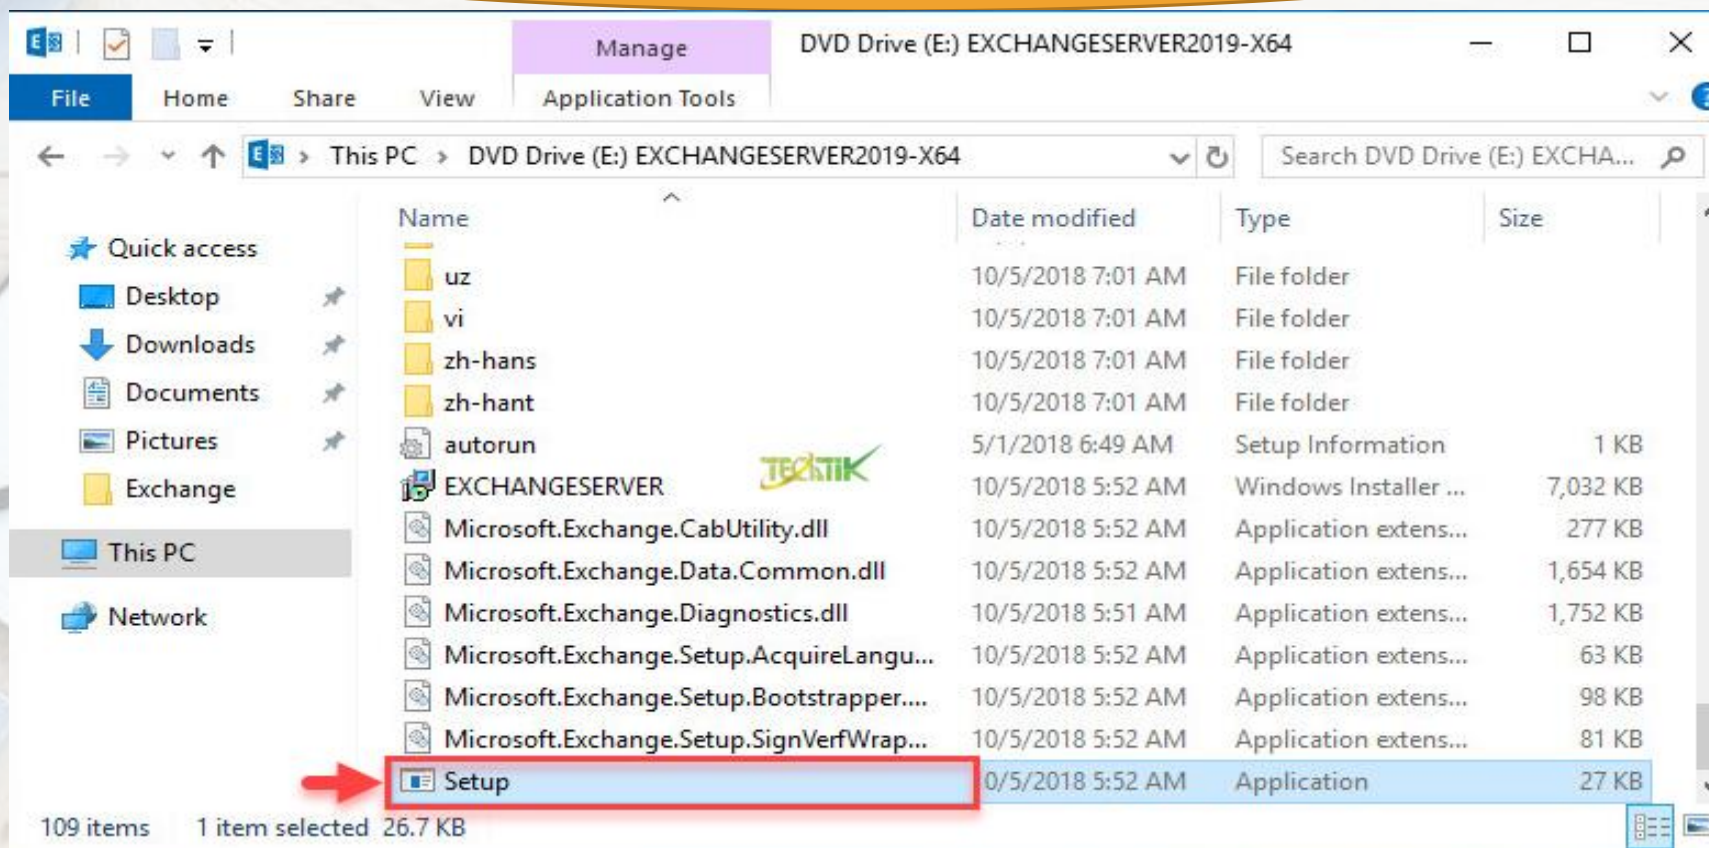 Manage
DVD Drive (E:) EXCHANGESERVER2019-X64
File
Home
Share
View
Application Tools
This PC
DVD Drive (E:) EXCHANGESERVER2019-X64
Search DVD Drive (E:) EXCHA...
Name
Date modified
Type
Size
Quick access
Desktop
Downloads
Documents
Pictures
Exchange
This PC
Network
uz 10/5/2018 7:01 AM File folder
vi 10/5/2018 7:01 AM File folder
zh-hans 10/5/2018 7:01 AM File folder
zh-hant 10/5/2018 7:01 AM File folder
autorun 5/1/2018 6:49 AM Setup Information 1 KB
TECHTIK
EXCHANGESERVER 10/5/2018 5:52 AM Windows Installer ... 7,032 KB
Microsoft.Exchange.CabUtility.dll 10/5/2018 5:52 AM Application extens... 277 KB
Microsoft.Exchange.Data.Common.dll 10/5/2018 5:52 AM Application extens... 1,654 KB
Microsoft.Exchange.Diagnostics.dll 10/5/2018 5:51 AM Application extens... 1,752 KB
Microsoft.Exchange.Setup.AcquireLangu... 10/5/2018 5:52 AM Application extens... 63 KB
Microsoft.Exchange.Setup.Bootstrapper.... 10/5/2018 5:52 AM Application extens... 98 KB
Microsoft.Exchange.Setup.SignVerfWrap... 10/5/2018 5:52 AM Application extens... 81 KB
Setup 0/5/2018 5:52 AM Application 27 KB
109 items
1 item selected 26.7 KB